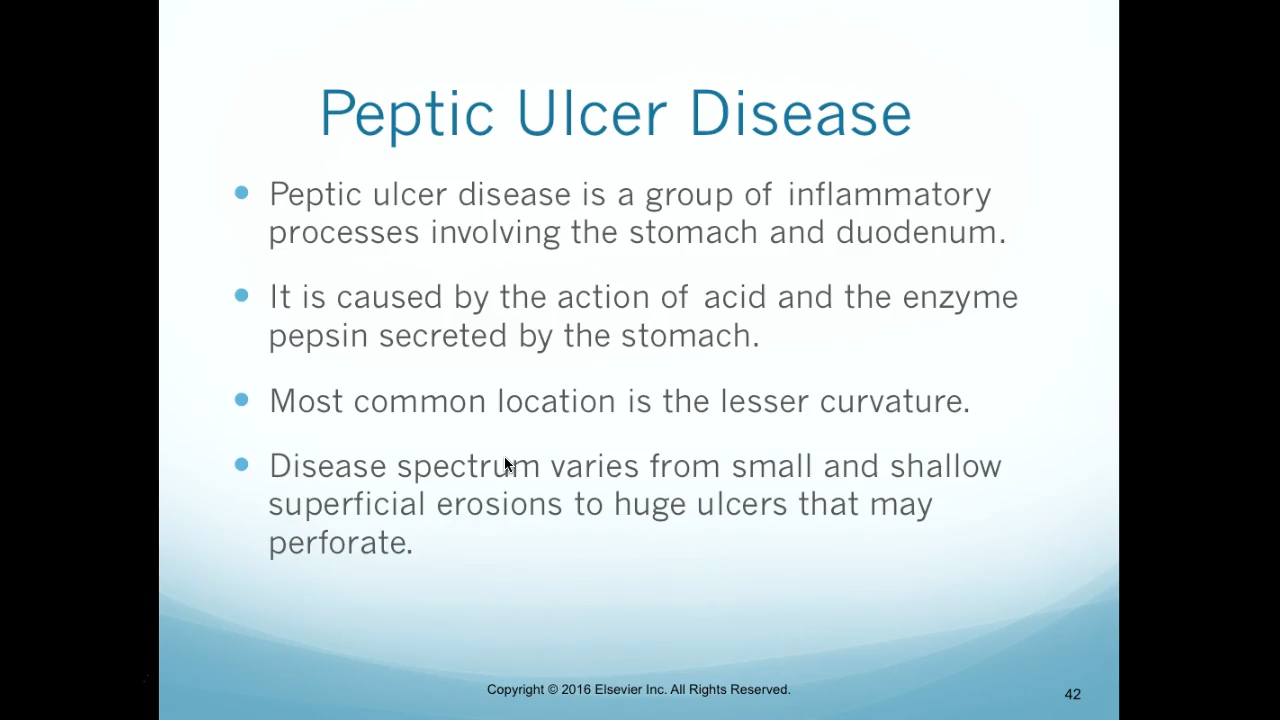 Peptic Ulcer Disease
Peptic ulcer disease is a group of inflammatory
processes involving the stomach and duodenum.
It is caused by the action of acid and the enzyme
pepsin secreted by the stomach.
Most common location is the lesser curvature.
Disease spectrum varies from small and shallow
superficial erosions to huge ulcers that may
perforate.
Copyright © 2016 Elsevier Inc. All Rights Reserved.
42